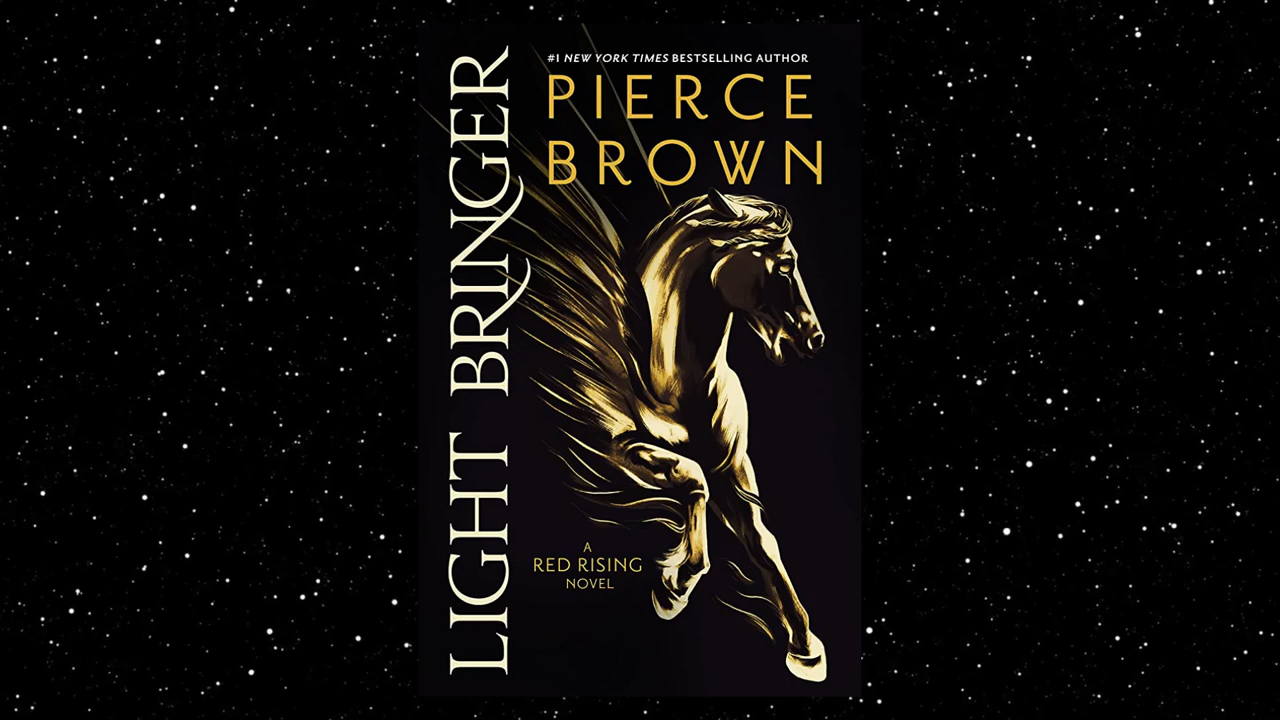 LIGHT BRINGER
#1 NEW YORK TIMES BESTSELLING AUTHOR
PIERCE
BROWN
A
RED RISING
NOVEL